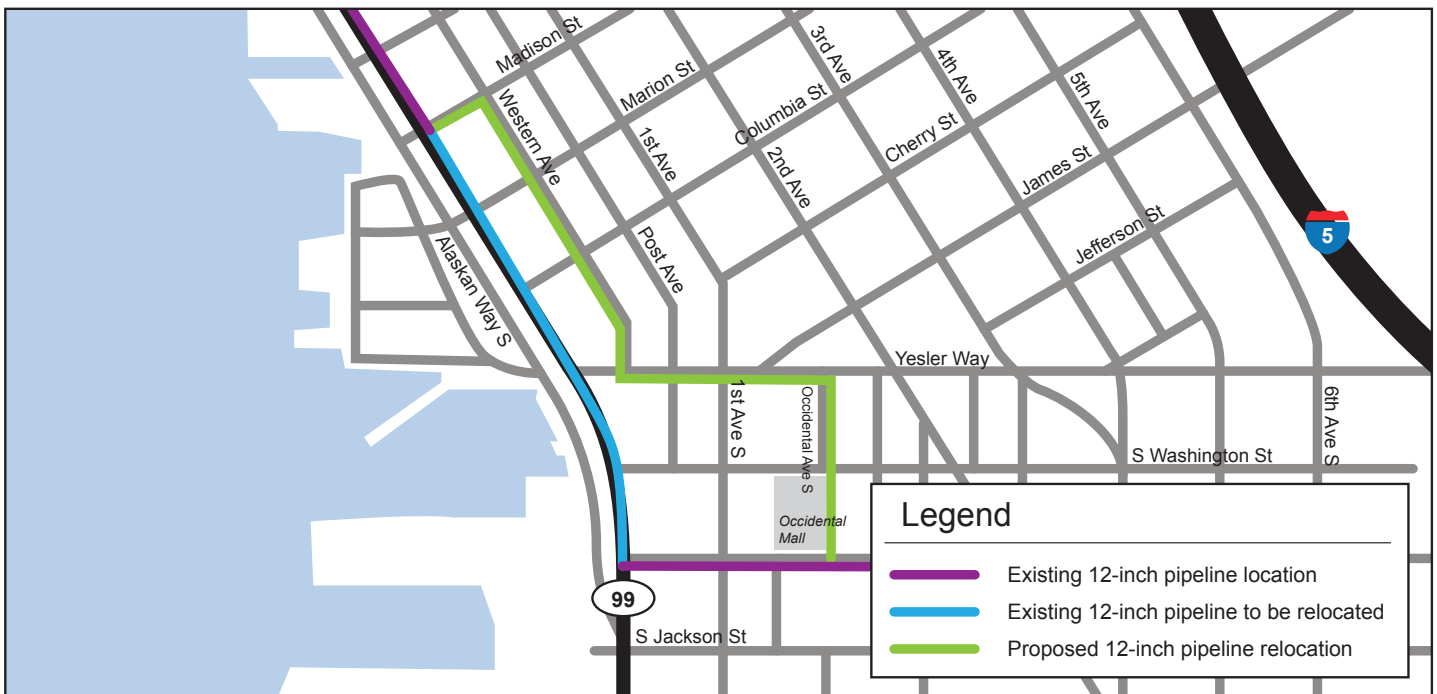 Madison St
3rd Ave
4th Ave
5th Ave
Marion St
Western Ave
Columbia St
1st Ave
Cherry St
2nd Ave
James St
Jefferson St
5
Alaskan Way S
Post Ave
Yesler Way
1st Ave S
Occidental Ave S
6th Ave S
S Washington St
Occidental
Mall
99
S Jackson St
Legend
Existing 12-inch pipeline location
Existing 12-inch pipeline to be relocated
Proposed 12-inch pipeline relocation